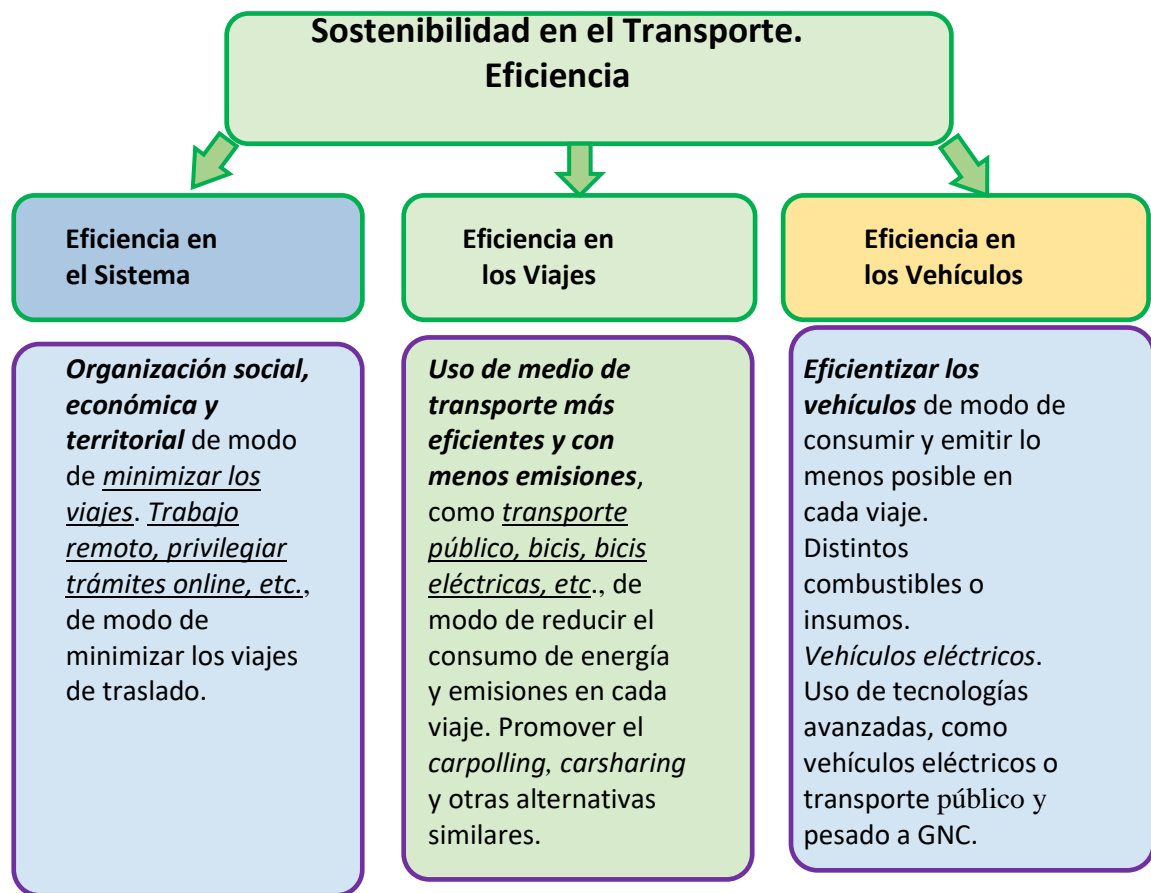 Sostenibilidad en el Transporte.
Eficiencia
Eficiencia en
el Sistema
Eficiencia en
los Viajes
Eficiencia en
los Vehículos
Organización social,
económica y
territorial de modo
de minimizar los
viajes. Trabajo
remoto, privilegiar
trámites online, etc.,
de modo de
minimizar los viajes
de traslado.
Uso de medio de
transporte más
eficientes y con
menos emisiones,
como transporte
público, bicis, bicis
eléctricas, etc., de
modo de reducir el
consumo de energía
y emisiones en cada
viaje. Promover el
carpolling, carsharing
y otras alternativas
similares.
Eficientizar los
vehículos de modo de
consumir y emitir lo
menos posible en
cada viaje.
Distintos
combustibles o
insumos.
Vehículos eléctricos.
Uso de tecnologías
avanzadas, como
vehículos eléctricos o
transporte público y
pesado a GNC.